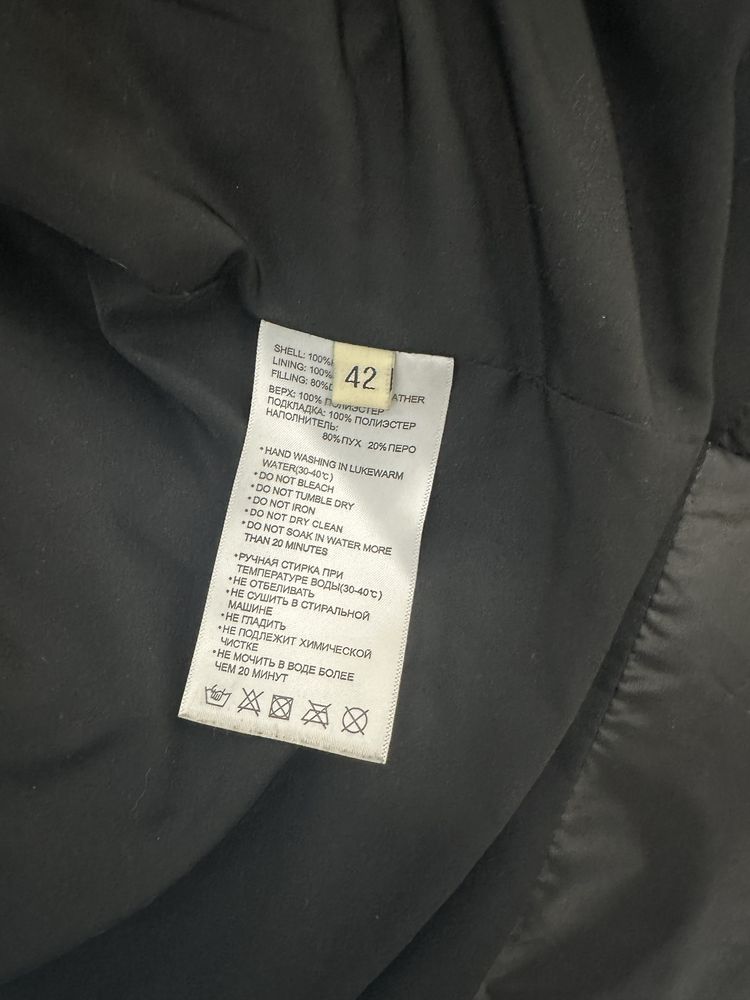 SHELL: 100%
LINING: 100%
FILLING: 80%
42
ВЕРХ: 100% ПОЛИЭСТЕР
ПОДКЛАДКА: 100% ПОЛИЭСТЕР
НАПОЛНИТЕЛЬ:
80% ПУХ 20% ПЕРО
*HAND WASHING IN LUKEWARM
WATER(30-40℃)
*DO NOT BLEACH
*DO NOT TUMBLE DRY
*DO NOT IRON
*DO NOT DRY CLEAN
*DO NOT SOAK IN WATER MORE
THAN 20 MINUTES
*РУЧНАЯ СТИРКА ПРИ
ТЕМПЕРАТУРЕ ВОДЫ(30-40℃)
*НЕ ОТБЕЛИВАТЬ
*НЕ СУШИТЬ В СТИРАЛЬНОЙ
МАШИНЕ
*НЕ ГЛАДИТЬ
*НЕ ПОДЛЕЖИТ ХИМИЧЕСКОЙ
ЧИСТКЕ
*НЕ МОЧИТЬ В ВОДЕ БОЛЕЕ
ЧЕМ 20 МИНУТ